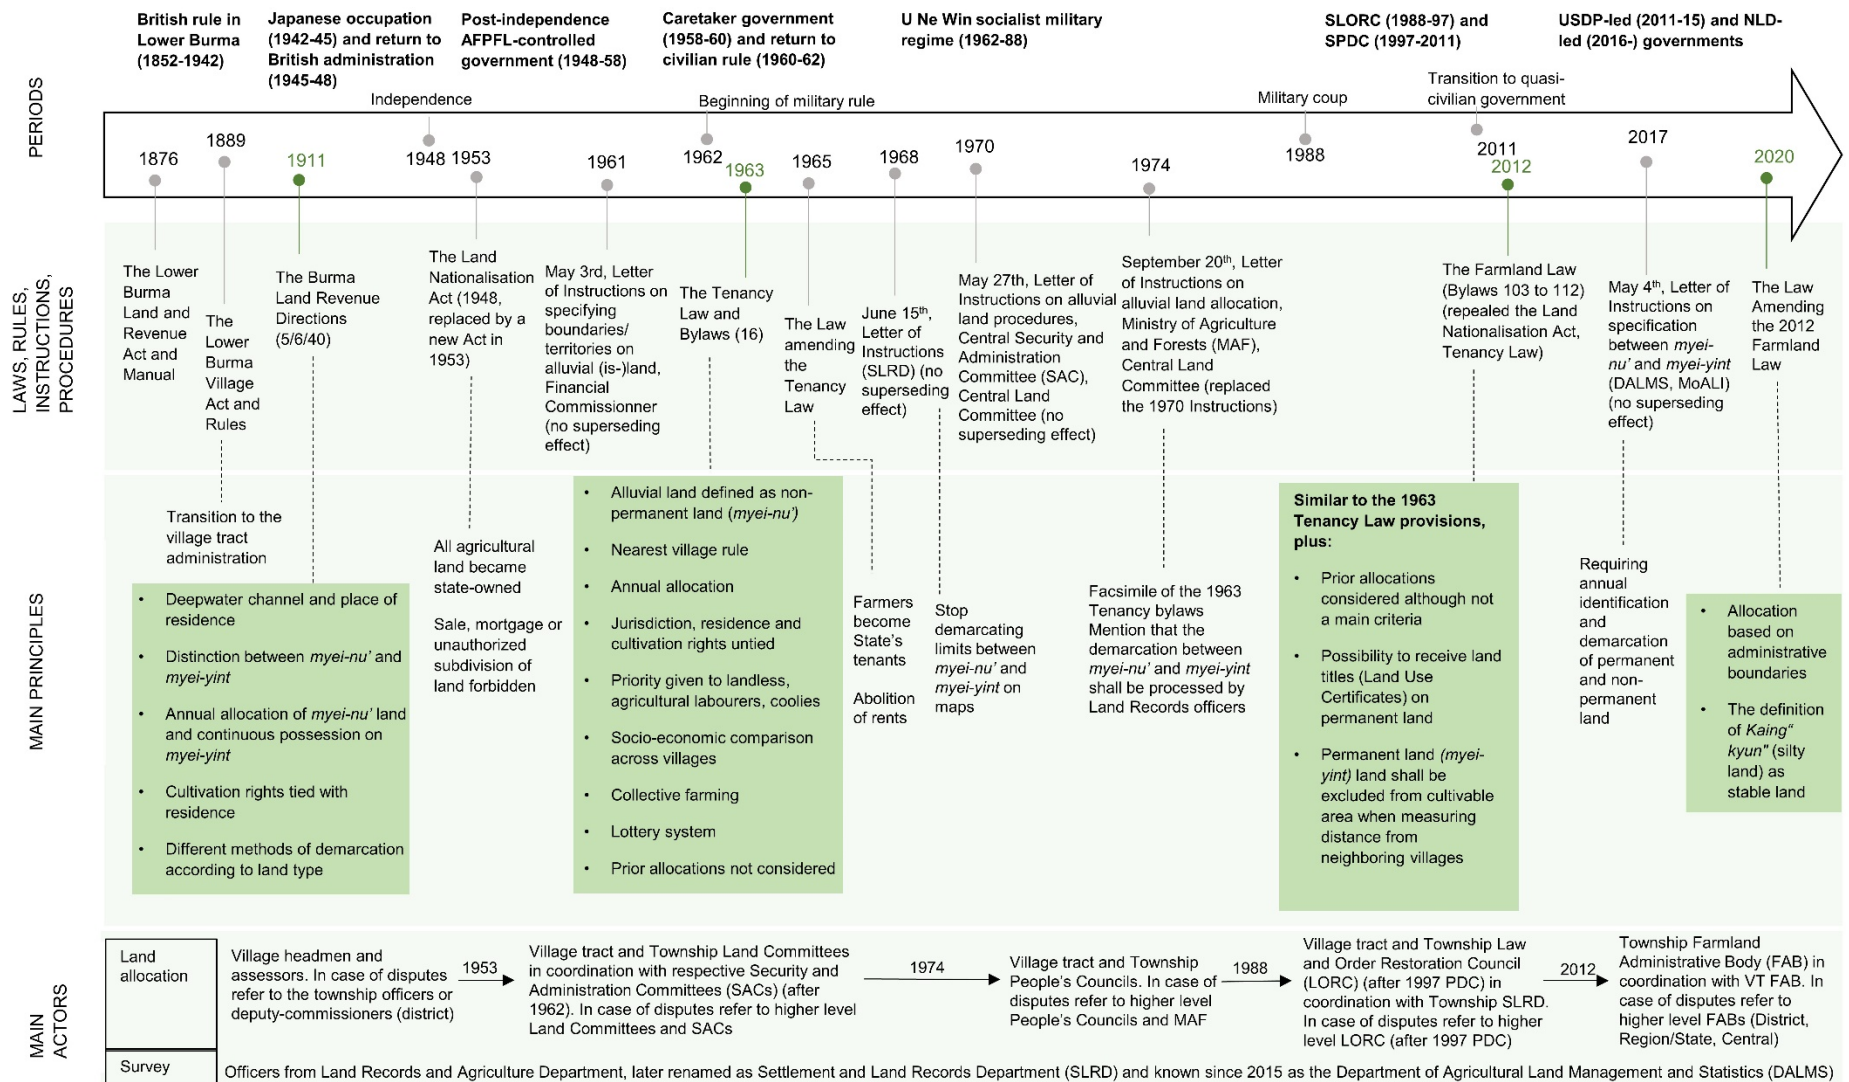 British rule in
Lower Burma
(1852-1942)
Japanese occupation
(1942-45) and return to
British administration
(1945-48)
Post-independence
AFPFL-controlled
government (1948-58)
Caretaker government
(1958-60) and return to
civilian rule (1960-62)
U Ne Win socialist military
regime (1962-88)
SLORC (1988-97) and
SPDC (1997-2011)
USDP-led (2011-15) and NLD-
led (2016-) governments
PERIODS
Independence
Beginning of military rule
Military coup
Transition to quasi-
civilian government
1876
1889
1911
1948
1953
1961
1962
1963
1965
1968
1970
1974
1988
2011
2012
2017
2020
LAWS, RULES,
INSTRUCTIONS,
PROCEDURES
The Lower
Burma
Land and
Revenue
Act and
Manual
The
Lower
Burma
Village
Act and
Rules
The Burma
Land Revenue
Directions
(5/6/40)
The Land
Nationalisation
Act (1948,
replaced by a
new Act in
1953)
May 3rd, Letter
of Instructions on
specifying
boundaries/
territories on
alluvial (is-)land,
Financial
Commissionner
(no superseding
effect)
The Tenancy
Law and
Bylaws (16)
The Law
amending
the
Tenancy
Law
June 15th,
Letter of
Instructions
(SLRD) (no
superseding
effect)
May 27th, Letter of
Instructions on alluvial
land procedures,
Central Security and
Administration
Committee (SAC),
Central Land
Committee (no
superseding effect)
September 20th, Letter
of Instructions on
alluvial land allocation,
Ministry of Agriculture
and Forests (MAF),
Central Land
Committee (replaced
the 1970 Instructions)
The Farmland Law
(Bylaws 103 to 112)
(repealed the Land
Nationalisation Act,
Tenancy Law)
May 4th, Letter of
Instructions on
specification
between myei-
nu' and myei-yint
(DALMS, MoALI)
(no superseding
effect)
The Law
Amending
the 2012
Farmland
Law
MAIN PRINCIPLES
Transition to the
village tract
administration
• Deepwater channel and place of
residence
• Distinction between myei-nu' and
myei-yint
• Annual allocation of myei-nu' land
and continuous possession on
myei-yint
• Cultivation rights tied with
residence
• Different methods of demarcation
according to land type
All agricultural
land became
state-owned
Sale, mortgage or
unauthorized
subdivision of
land forbidden
• Alluvial land defined as non-
permanent land (myei-nu')
• Nearest village rule
• Annual allocation
• Jurisdiction, residence and
cultivation rights untied
• Priority given to landless,
agricultural labourers, coolies
• Socio-economic comparison
across villages
• Collective farming
• Lottery system
• Prior allocations not considered
Farmers
become
State's
tenants
Abolition
of rents
Stop
demarcating
limits between
myei-nu' and
myei-yint on
maps
Facsimile of the 1963
Tenancy bylaws
Mention that the
demarcation between
myei-nu' and myei-yint
shall be processed by
Land Records officers
Similar to the 1963
Tenancy Law provisions,
plus:
• Prior allocations
considered although not
a main criteria
• Possibility to receive land
titles (Land Use
Certificates) on
permanent land
• Permanent land (myei-
yint) land shall be
excluded from cultivable
area when measuring
distance from
neighboring villages
Requiring
annual
identification
and
demarcation
of permanent
and non-
permanent
land
• Allocation
based on
administrative
boundaries
• The definition
of Kaing“
kyun" (silty
land) as
stable land
MAIN
ACTORS
Land
allocation
Village headmen and
assessors. In case of disputes
refer to the township officers or
deputy-commissioners (district)
1953
Village tract and Township Land Committees
in coordination with respective Security and
Administration Committees (SACs) (after
1962). In case of disputes refer to higher level
Land Committees and SACs
1974
Village tract and Township
People's Councils. In case of
disputes refer to higher level
People's Councils and MAF
1988
Village tract and Township Law
and Order Restoration Council
(LORC) (after 1997 PDC) in
coordination with Township SLRD.
In case of disputes refer to higher
level LORC (after 1997 PDC)
2012
Township Farmland
Administrative Body (FAB) in
coordination with VT FAB. In
case of disputes refer to
higher level FABs (District,
Region/State, Central)
Survey
Officers from Land Records and Agriculture Department, later renamed as Settlement and Land Records Department (SLRD) and known since 2015 as the Department of Agricultural Land Management and Statistics (DALMS)